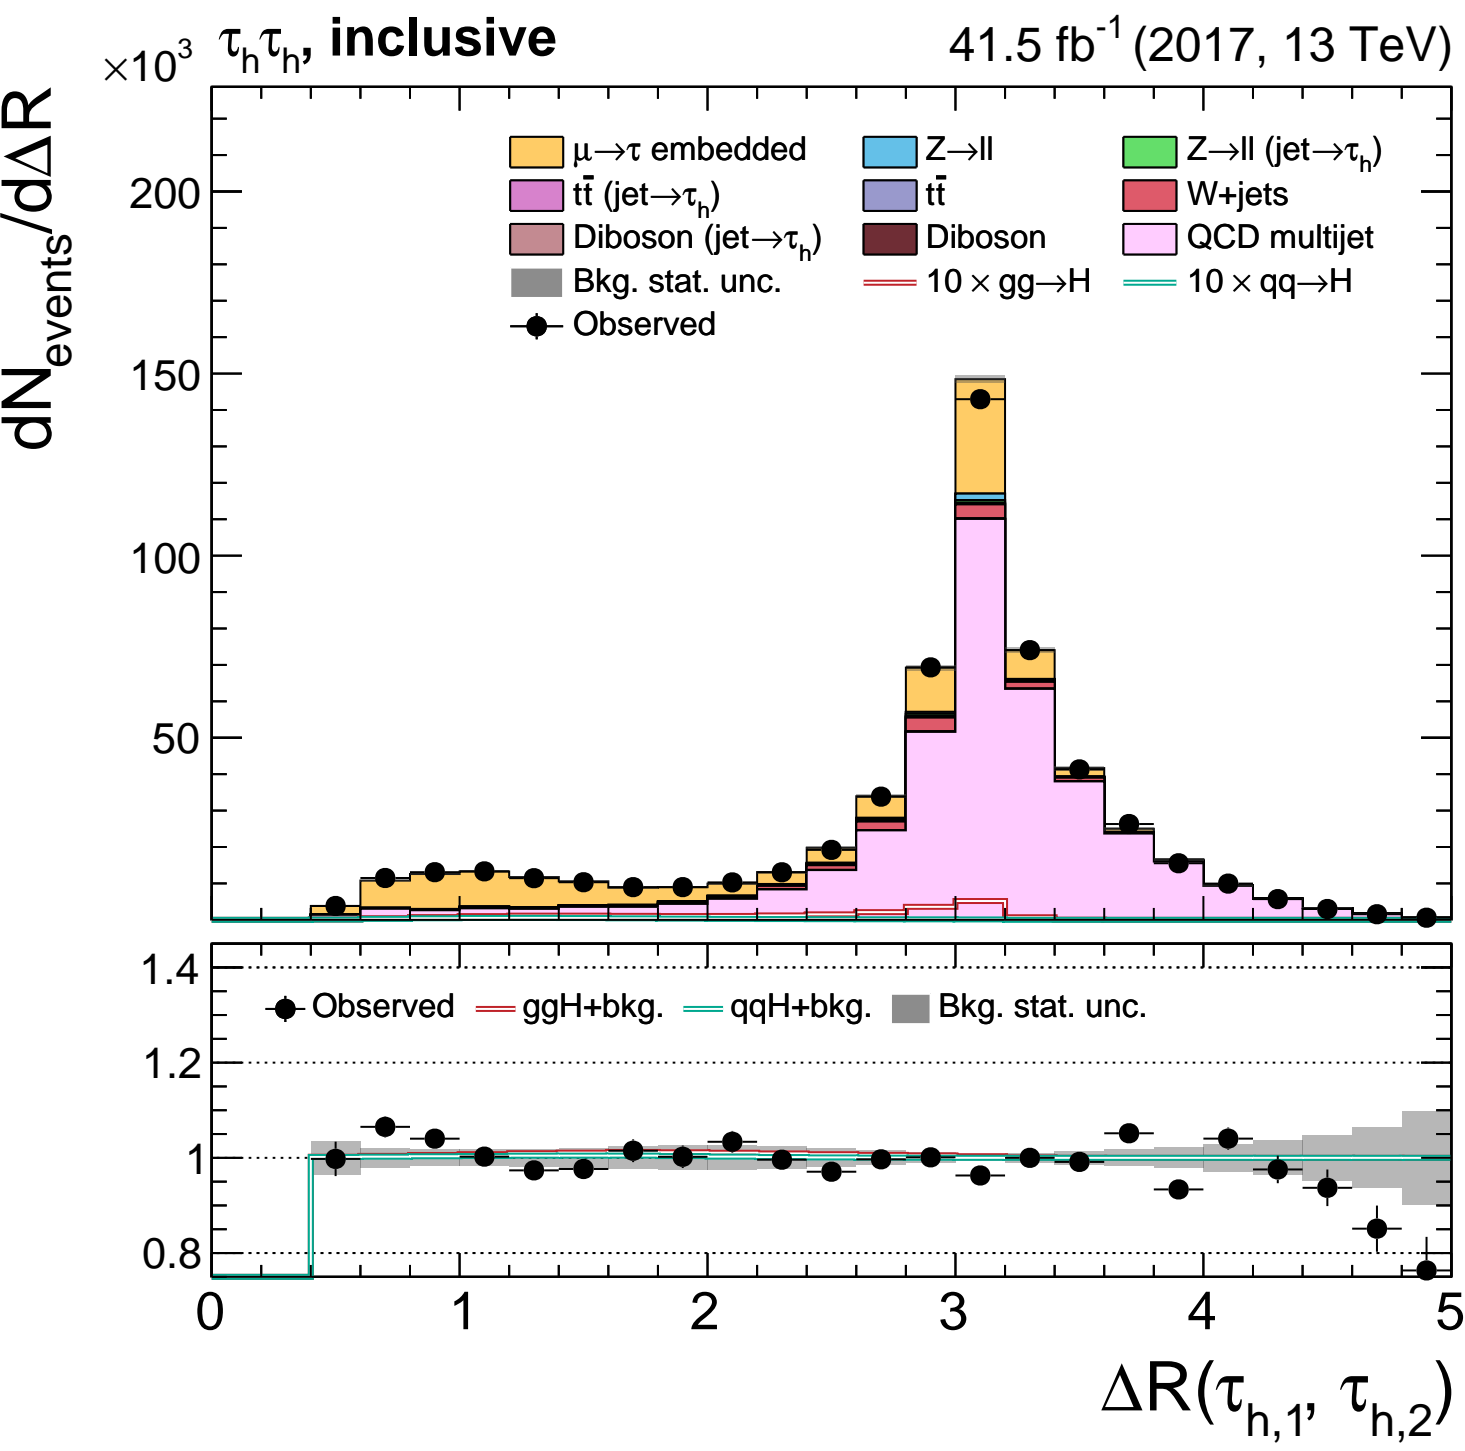 ×10³ τₕτₕ, inclusive 41.5 fb⁻¹ (2017, 13 TeV)
dN_events/dΔR
μ→τ embedded Z→ll Z→ll (jet→τₕ)
tt̄ (jet→τₕ) tt̄ W+jets
Diboson (jet→τₕ) Diboson QCD multijet
Bkg. stat. unc. 10 × gg→H 10 × qq→H
Observed
200
150
100
50
1.4
Observed ggH+bkg. qqH+bkg. Bkg. stat. unc.
1.2
1
0.8
0 1 2 3 4 5
ΔR(τ_h,1, τ_h,2)